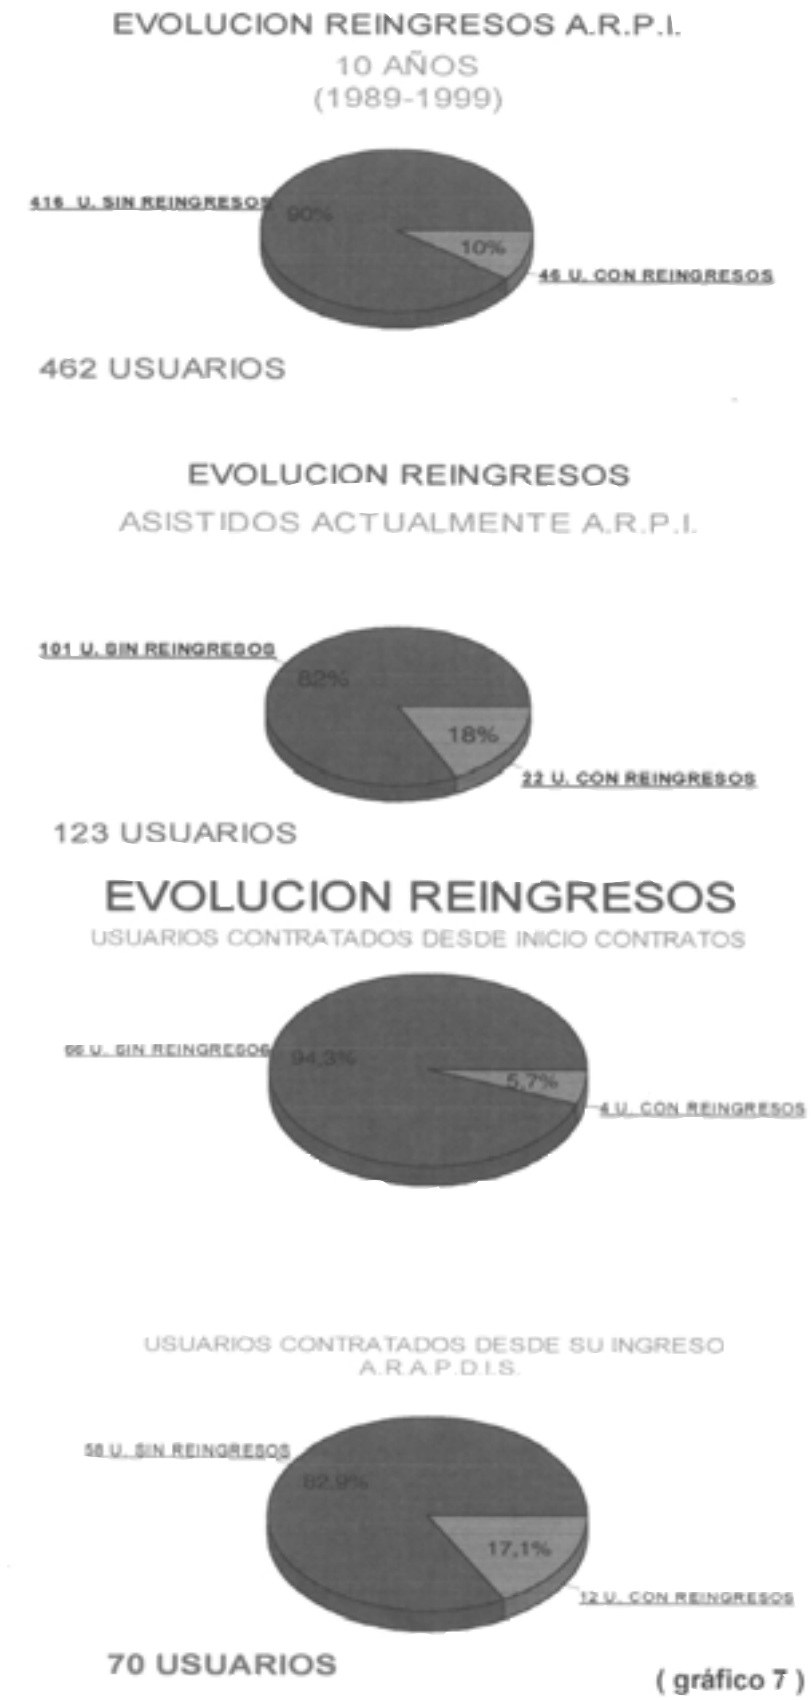 EVOLUCION REINGRESOS A.R.P.I.
10 AÑOS
(1989-1999)
416 U. SIN REINGRESOS
90%
10%
46 U. CON REINGRESOS
462 USUARIOS
EVOLUCION REINGRESOS
ASISTIDOS ACTUALMENTE A.R.P.I.
101 U. SIN REINGRESOS
82%
18%
22 U. CON REINGRESOS
123 USUARIOS
EVOLUCION REINGRESOS
USUARIOS CONTRATADOS DESDE INICIO CONTRATOS
66 U. SIN REINGRESOS
94,3%
5,7%
4 U. CON REINGRESOS
USUARIOS CONTRATADOS DESDE SU INGRESO
A.R.A.P.D.I.S.
58 U. SIN REINGRESOS
82,9%
17,1%
12 U. CON REINGRESOS
70 USUARIOS
( gráfico 7 )